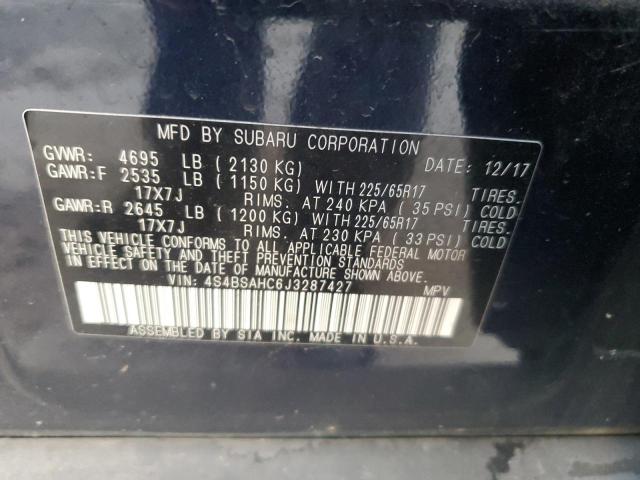 MFD BY SUBARU CORPORATION
GVWR: 4695 LB (2130 KG) DATE: 12/17
GAWR:F 2535 LB (1150 KG) WITH 225/65R17 TIRES.
17X7J RIMS. AT 240 KPA ( 35 PSI) COLD
GAWR:R 2645 LB (1200 KG) WITH 225/65R17 TIRES.
17X7J RIMS. AT 230 KPA ( 33 PSI) COLD
THIS VEHICLE CONFORMS TO ALL APPLICABLE FEDERAL MOTOR
VEHICLE SAFETY AND THEFT PREVENTION STANDARDS
IN EFFECT ON THE DATE OF MANUFACTURE SHOWN ABOVE.
VIN: 4S4BSAHC6J3287427 MPV
ASSEMBLED BY SIA INC. MADE IN U.S.A.